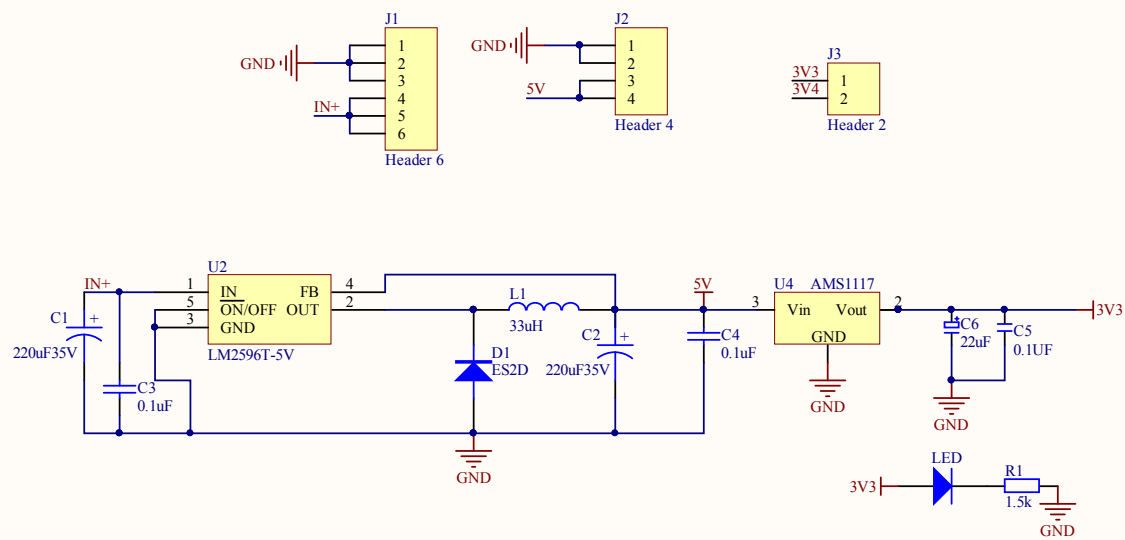 J1
GND
1
2
3
4
5
6
IN+
Header 6
J2
GND
1
2
3
4
5V
Header 4
J3
3V3
1
3V4
2
Header 2
U2
IN+
1
IN
FB
4
5
ON/OFF
OUT
2
3
GND
LM2596T-5V
C1
+
220uF35V
C3
0.1uF
L1
33uH
D1
ES2D
C2
+
220uF35V
GND
5V
C4
0.1uF
U4
AMS1117
3
Vin
Vout
2
GND
GND
C6
22uF
C5
0.1UF
3V3
GND
LED
3V3
R1
1.5k
GND